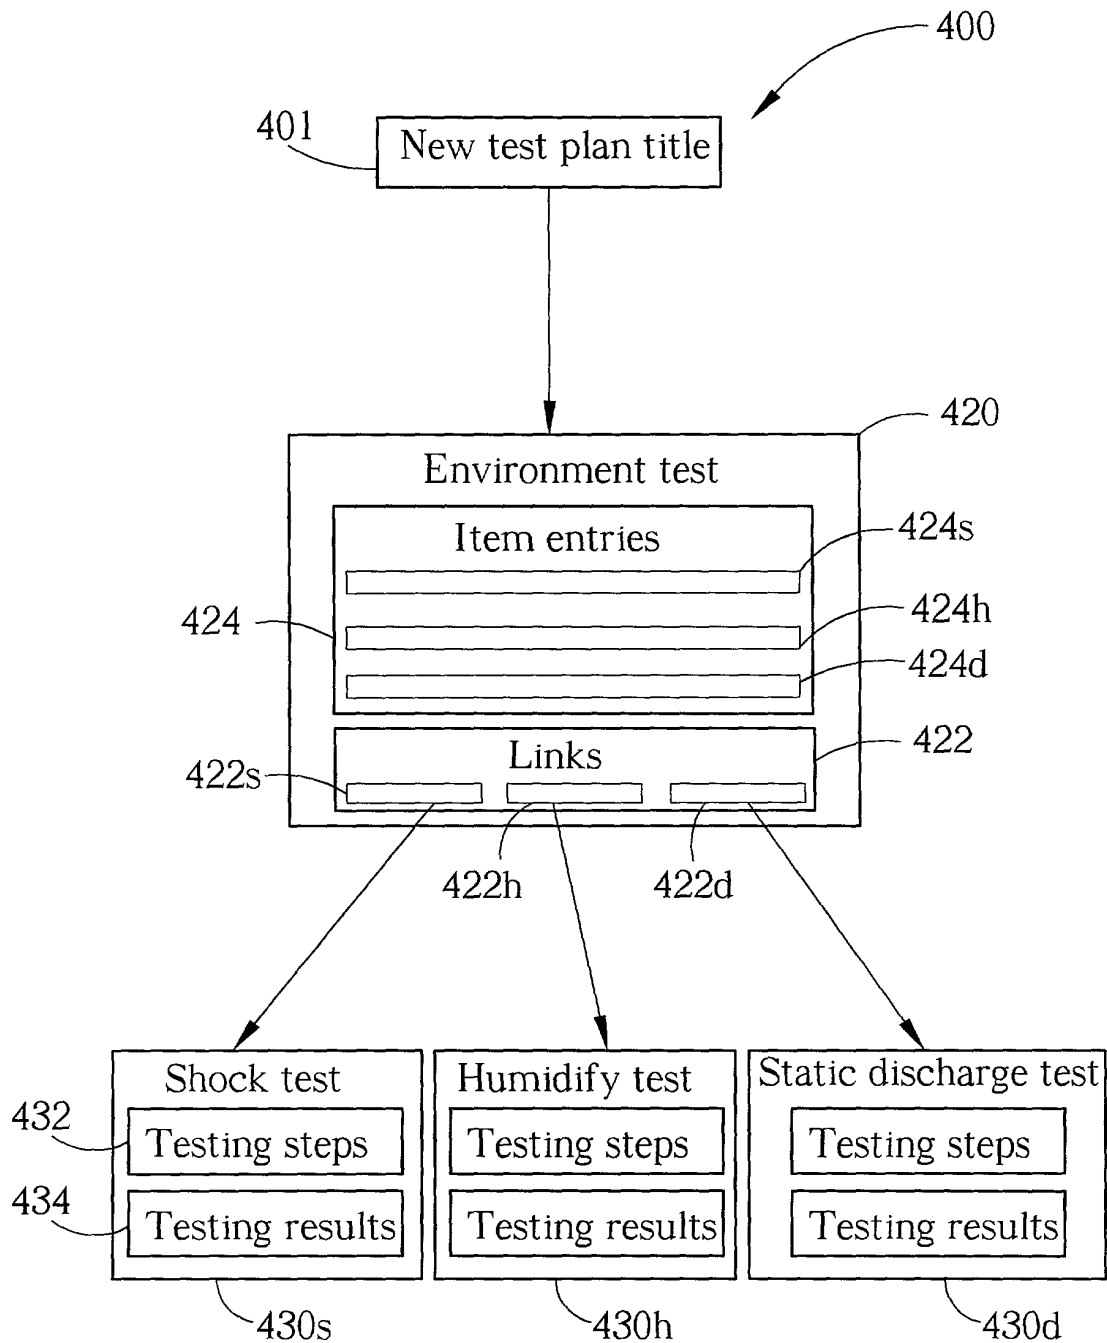 400
401
New test plan title
420
Environment test
424s
Item entries
424
424h
424d
422
Links
422s
422h
422d
Shock test
Humidify test
Static discharge test
432
Testing steps
Testing steps
Testing steps
434
Testing results
Testing results
Testing results
430s
430h
430d